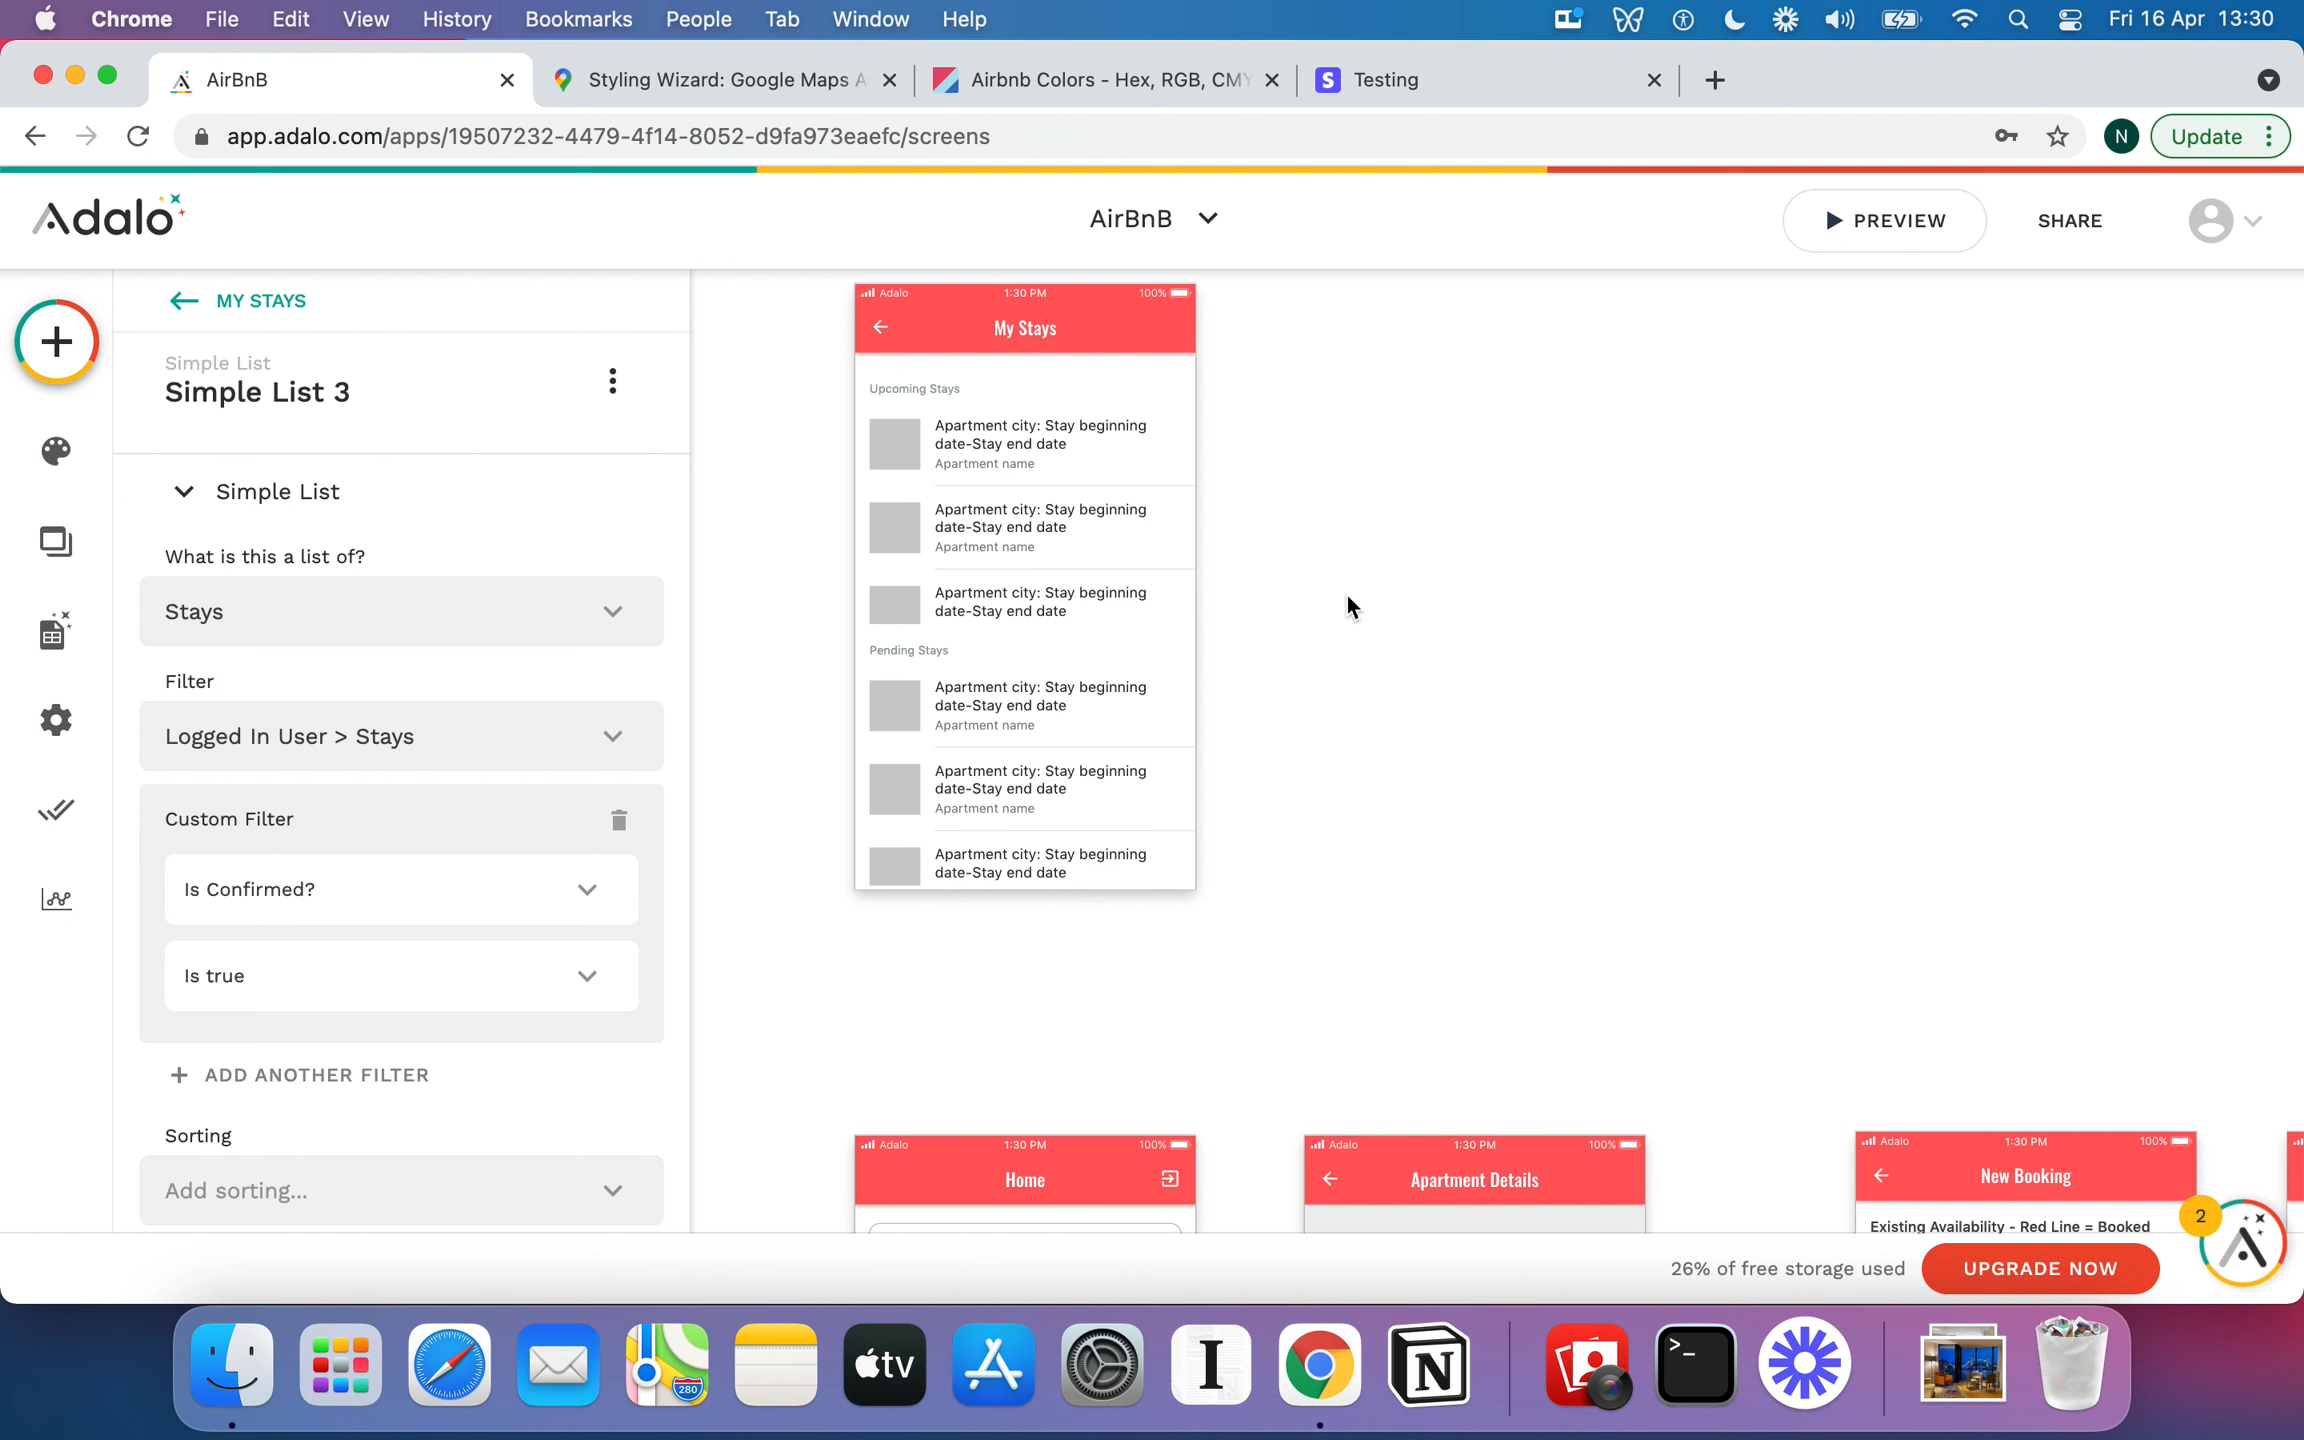 Chrome File Edit View History Bookmarks People Tab Window Help Fri 16 Apr 13:30
AirBnB Styling Wizard: Google Maps A Airbnb Colors - Hex, RGB, CMY S Testing
app.adalo.com/apps/19507232-4479-4f14-8052-d9fa973eaefc/screens N Update
Adalo AirBnB PREVIEW SHARE
MY STAYS
Simple List
Simple List 3
Simple List
What is this a list of?
Stays
Filter
Logged In User > Stays
Custom Filter
Is Confirmed?
Is true
+ ADD ANOTHER FILTER
Sorting
Add sorting...
Adalo 1:30 PM 100%
My Stays
Upcoming Stays
Apartment city: Stay beginning
date-Stay end date
Apartment name
Apartment city: Stay beginning
date-Stay end date
Apartment name
Apartment city: Stay beginning
date-Stay end date
Pending Stays
Apartment city: Stay beginning
date-Stay end date
Apartment name
Apartment city: Stay beginning
date-Stay end date
Apartment name
Apartment city: Stay beginning
date-Stay end date
Adalo 1:30 PM 100%
Home
Adalo 1:30 PM 100%
Apartment Details
Adalo 1:30 PM 100%
New Booking
Existing Availability - Red Line = Booked
2
26% of free storage used UPGRADE NOW
280
tv
I
N
>_